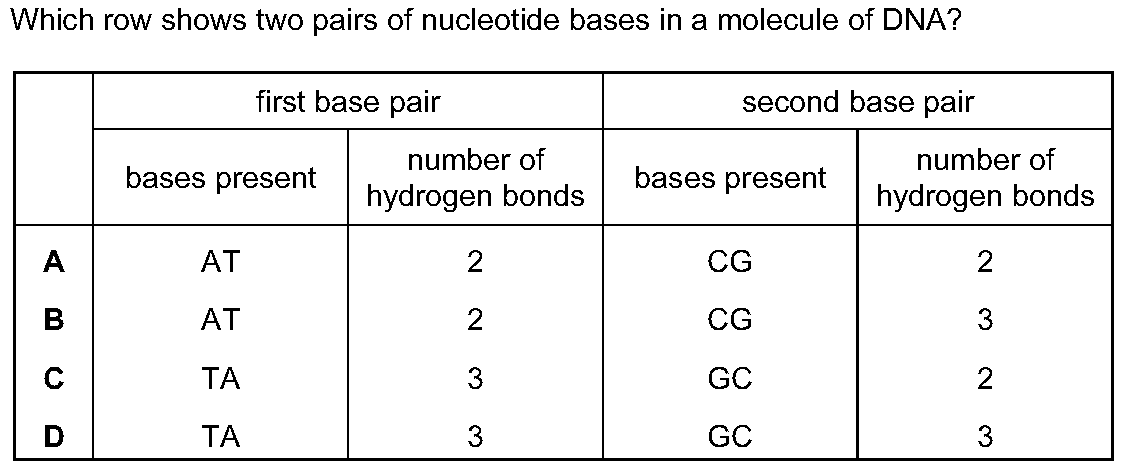 Which row shows two pairs of nucleotide bases in a molecule of DNA?
first base pair second base pair
bases present number of hydrogen bonds bases present number of hydrogen bonds
A AT 2 CG 2
B AT 2 CG 3
C TA 3 GC 2
D TA 3 GC 3